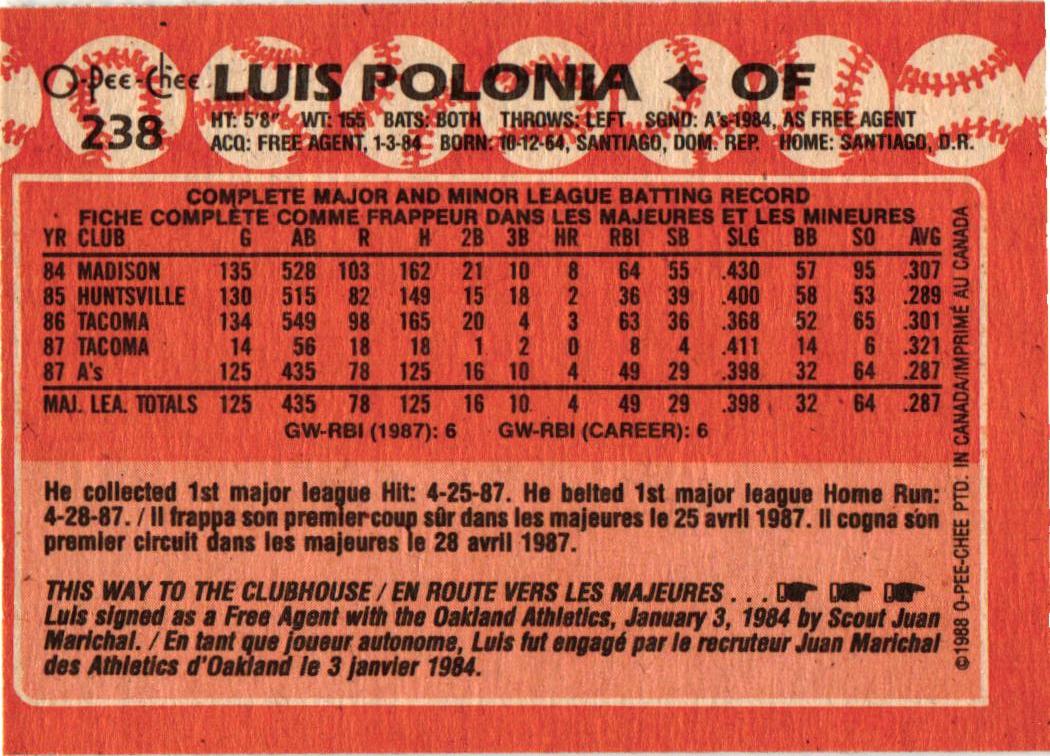 O-Pee-Chee LUIS POLONIA ✦ OF
238
HT: 5'8" WT: 155 BATS: BOTH THROWS: LEFT SGND: A's-1984, AS FREE AGENT
ACQ: FREE AGENT, 1-3-84 BORN: 10-12-64, SANTIAGO, DOM. REP. HOME: SANTIAGO, D.R.
COMPLETE MAJOR AND MINOR LEAGUE BATTING RECORD
FICHE COMPLÈTE COMME FRAPPEUR DANS LES MAJEURES ET LES MINEURES
YR CLUB G AB R H 2B 3B HR RBI SB SLG BB SO AVG
84 MADISON 135 528 103 162 21 10 8 64 55 .430 57 95 .307
85 HUNTSVILLE 130 515 82 149 15 18 2 36 39 .400 58 53 .289
86 TACOMA 134 549 98 165 20 4 3 63 36 .368 52 65 .301
87 TACOMA 14 56 18 18 1 2 0 8 4 .411 14 6 .321
87 A's 125 435 78 125 16 10 4 49 29 .398 32 64 .287
MAJ. LEA. TOTALS 125 435 78 125 16 10 4 49 29 .398 32 64 .287
GW-RBI (1987): 6 GW-RBI (CAREER): 6
He collected 1st major league Hit: 4-25-87. He belted 1st major league Home Run:
4-28-87. / Il frappa son premier coup sûr dans les majeures le 25 avril 1987. Il cogna son
premier circuit dans les majeures le 28 avril 1987.
THIS WAY TO THE CLUBHOUSE / EN ROUTE VERS LES MAJEURES . . .
Luis signed as a Free Agent with the Oakland Athletics, January 3, 1984 by Scout Juan
Marichal. / En tant que joueur autonome, Luis fut engagé par le recruteur Juan Marichal
des Athletics d'Oakland le 3 janvier 1984.
©1988 O-PEE-CHEE PTD. IN CANADA/IMPRIMÉ AU CANADA